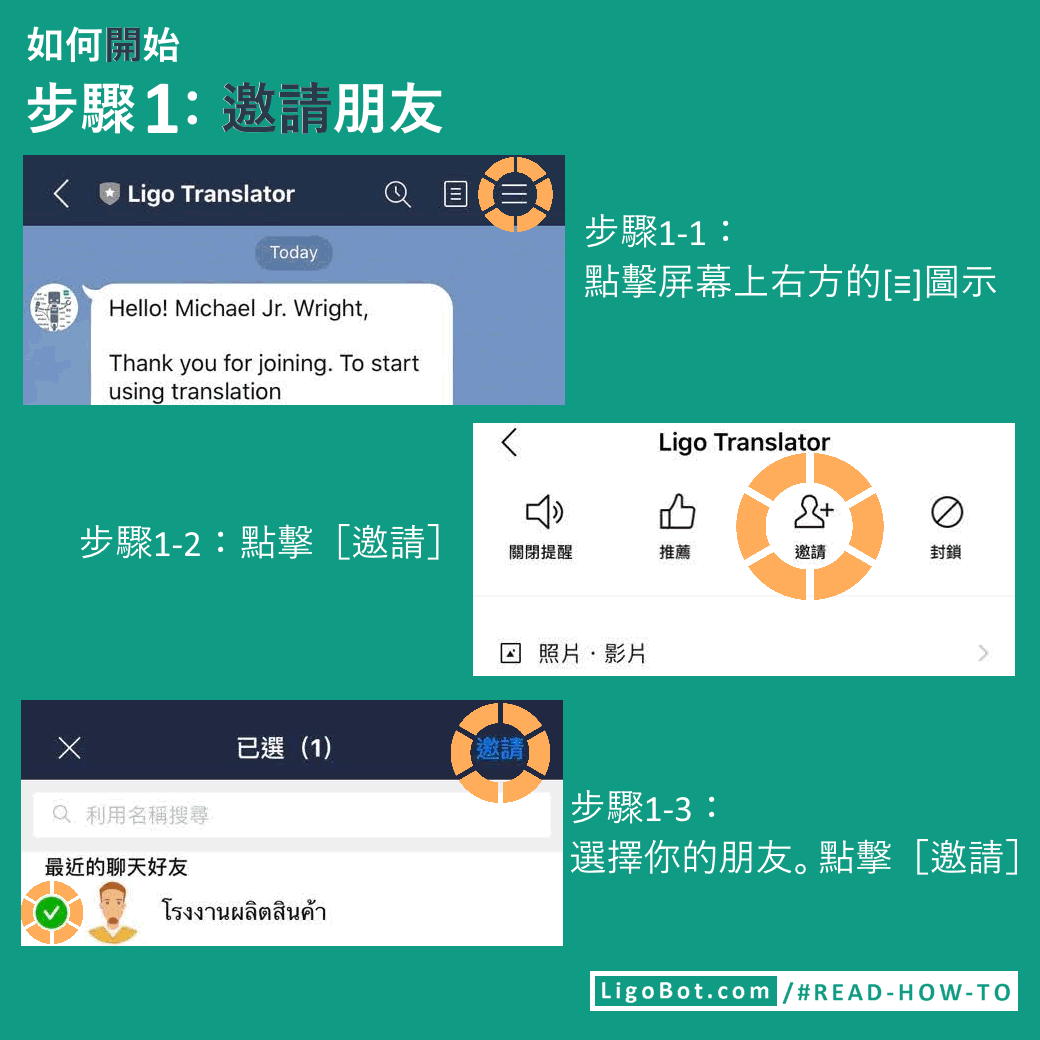 如何開始
步驟1：邀請朋友
Ligo Translator
Today
Hello! Michael Jr. Wright,
Thank you for joining. To start
using translation
步驟1-1：
點擊屏幕上右方的[≡]圖示
步驟1-2：點擊［邀請］
Ligo Translator
關閉提醒 推薦 邀請 封鎖
照片・影片
已選（1） 邀請
利用名稱搜尋
最近的聊天好友
โรงงานผลิตสินค้า
步驟1-3：
選擇你的朋友。點擊［邀請］
LigoBot.com /#READ-HOW-TO